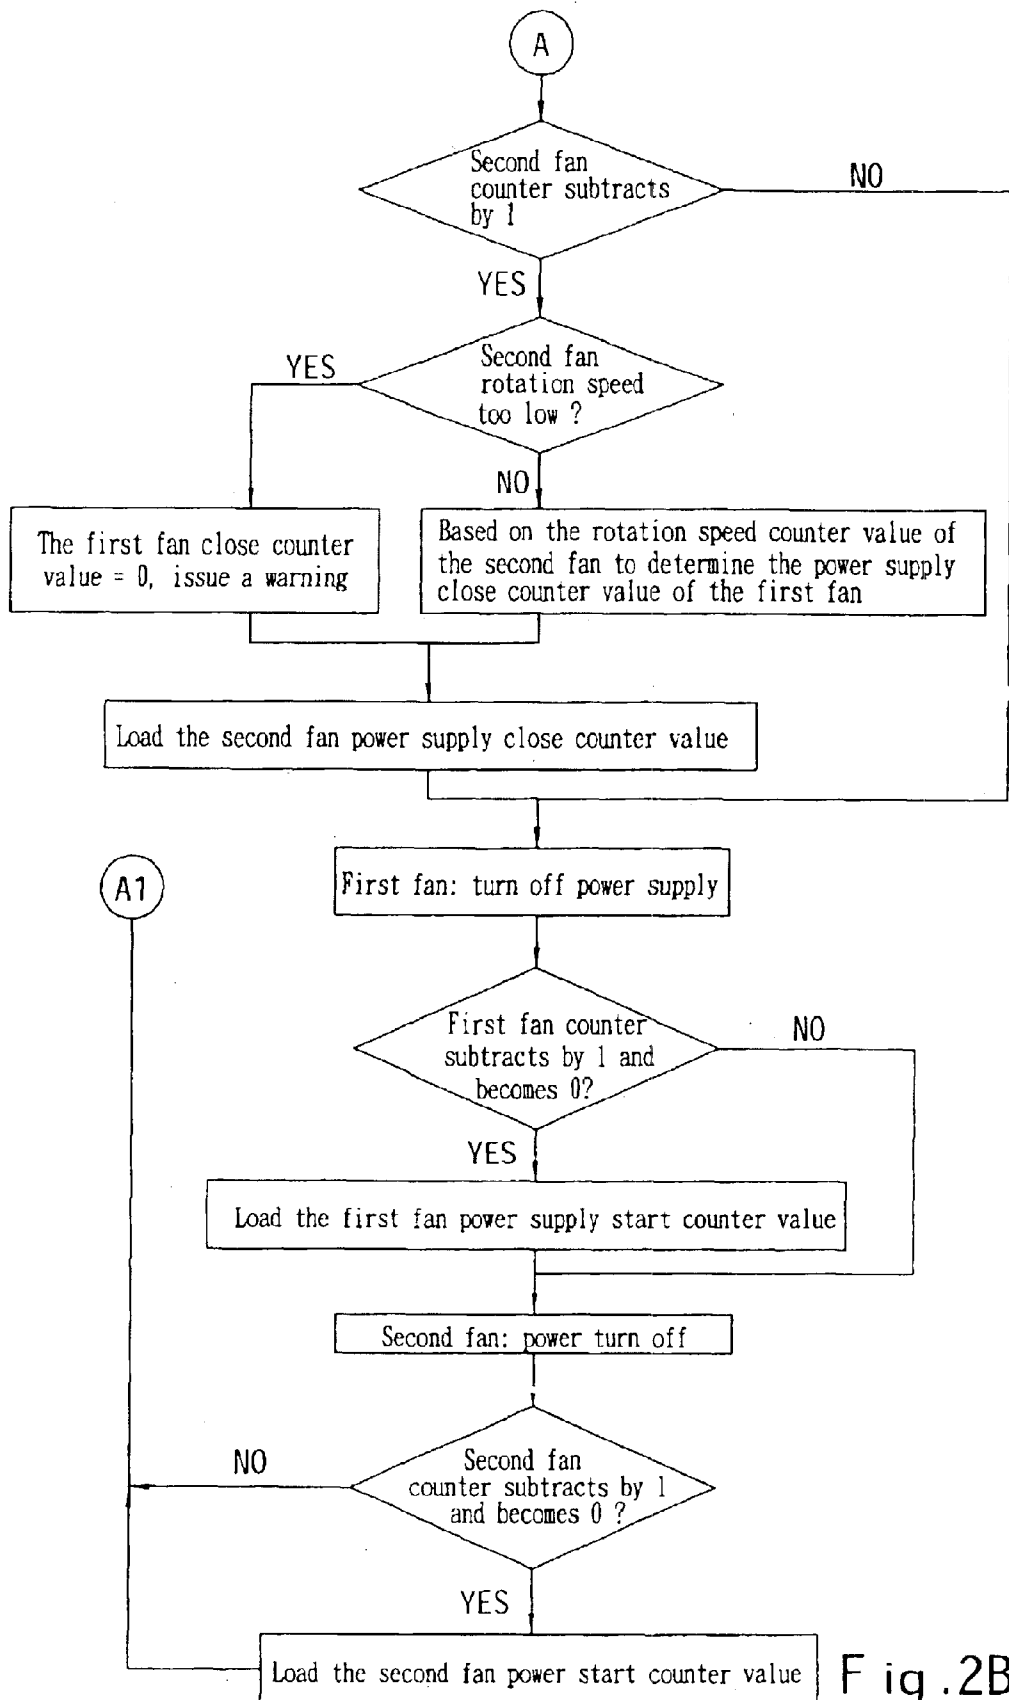 A
Second fan
counter subtracts
by 1
NO
YES
Second fan
rotation speed
too low ?
YES
NO
The first fan close counter
value = 0, issue a warning
Based on the rotation speed counter value of
the second fan to determine the power supply
close counter value of the first fan
Load the second fan power supply close counter value
A1
First fan: turn off power supply
First fan counter
subtracts by 1 and
becomes 0?
NO
YES
Load the first fan power supply start counter value
Second fan: power turn off
Second fan
counter subtracts by 1
and becomes 0 ?
NO
YES
Load the second fan power start counter value
Fig.2B